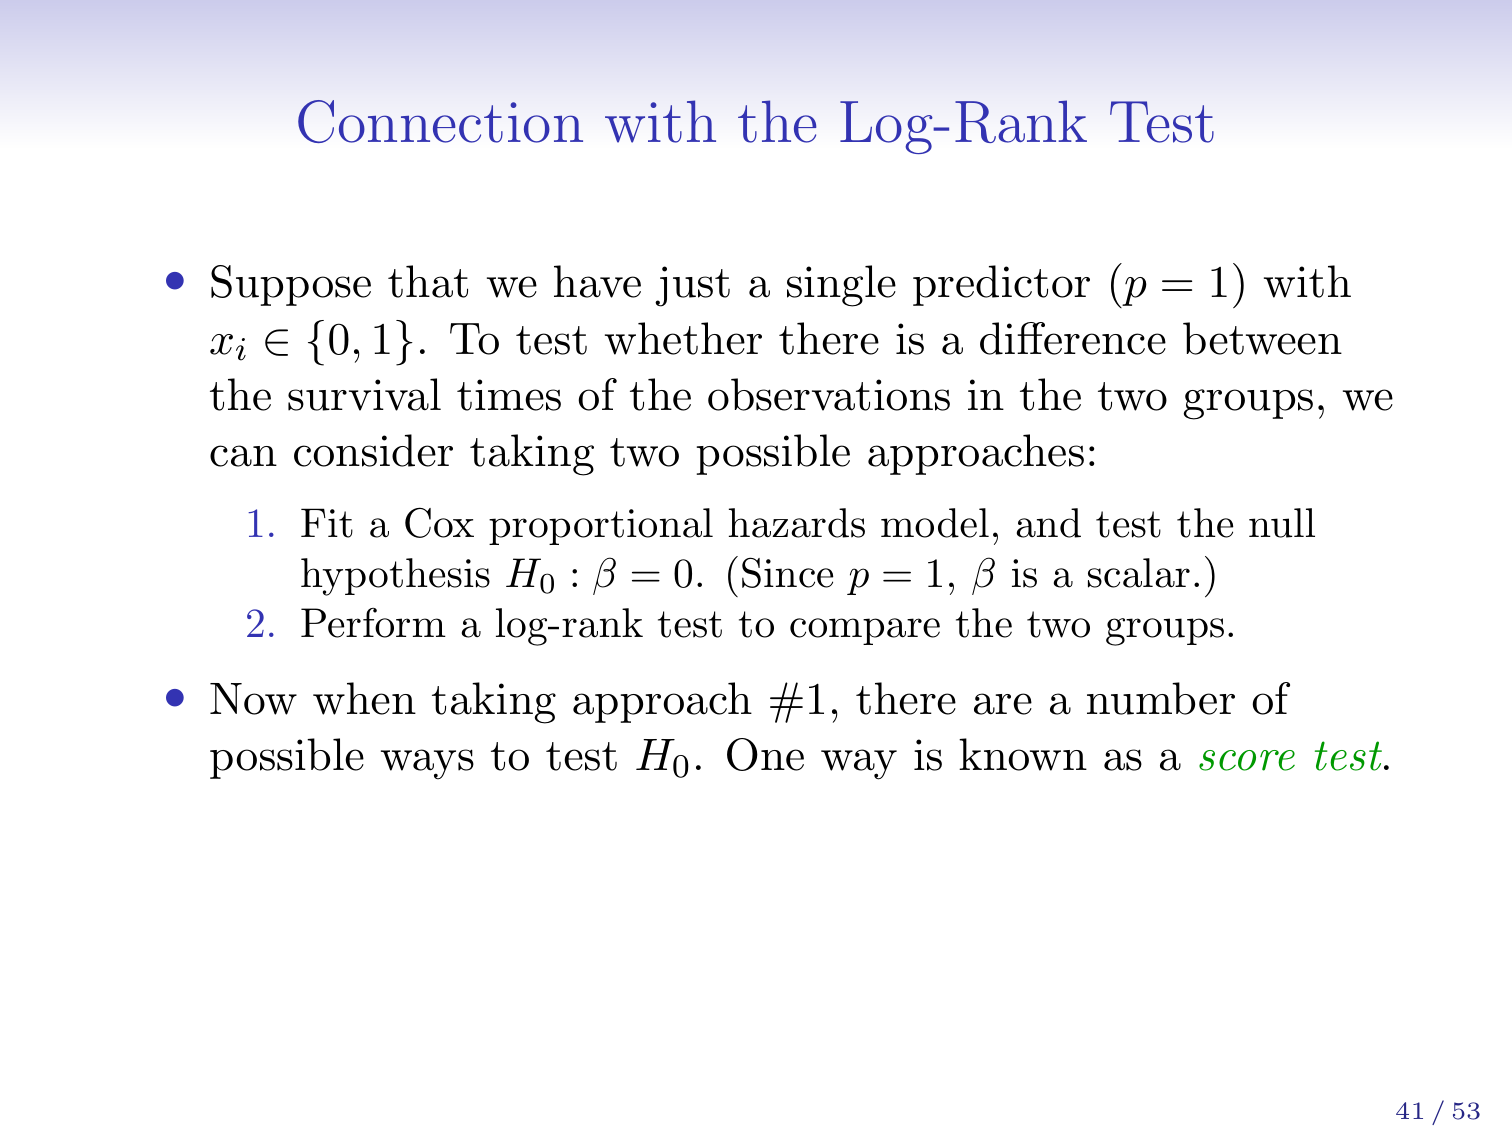 Connection with the Log-Rank Test
• Suppose that we have just a single predictor (p = 1) with
xᵢ ∈ {0, 1}. To test whether there is a difference between
the survival times of the observations in the two groups, we
can consider taking two possible approaches:
1. Fit a Cox proportional hazards model, and test the null
hypothesis H₀ : β = 0. (Since p = 1, β is a scalar.)
2. Perform a log-rank test to compare the two groups.
• Now when taking approach #1, there are a number of
possible ways to test H₀. One way is known as a score test.
41 / 53